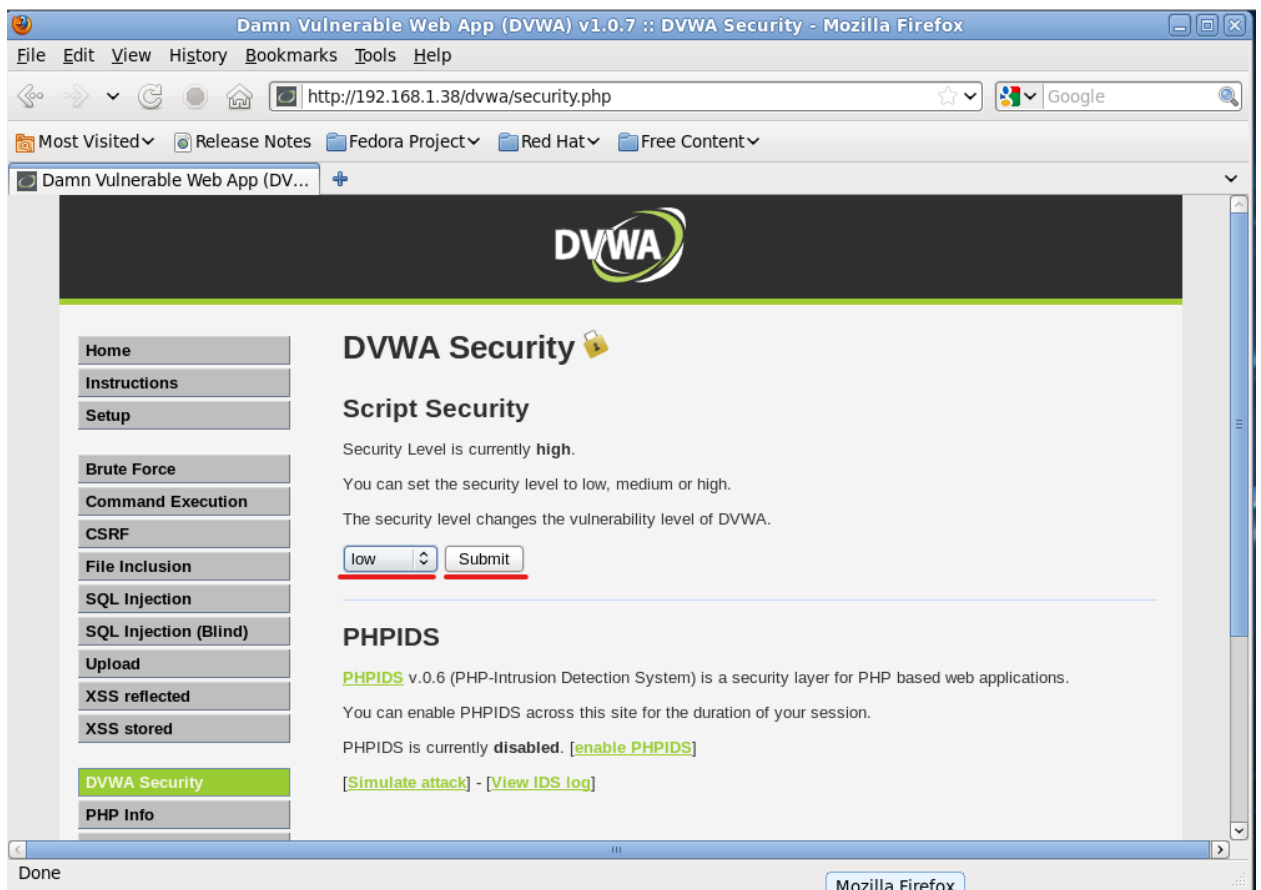 Damn Vulnerable Web App (DVWA) v1.0.7 :: DVWA Security - Mozilla Firefox
File Edit View History Bookmarks Tools Help
http://192.168.1.38/dvwa/security.php
Google
Most Visited Release Notes Fedora Project Red Hat Free Content
Damn Vulnerable Web App (DV...
DVWA
Home
Instructions
Setup
Brute Force
Command Execution
CSRF
File Inclusion
SQL Injection
SQL Injection (Blind)
Upload
XSS reflected
XSS stored
DVWA Security
PHP Info
DVWA Security
Script Security
Security Level is currently high.
You can set the security level to low, medium or high.
The security level changes the vulnerability level of DVWA.
low Submit
PHPIDS
PHPIDS v.0.6 (PHP-Intrusion Detection System) is a security layer for PHP based web applications.
You can enable PHPIDS across this site for the duration of your session.
PHPIDS is currently disabled. [enable PHPIDS]
[Simulate attack] - [View IDS log]
Done
Mozilla Firefox